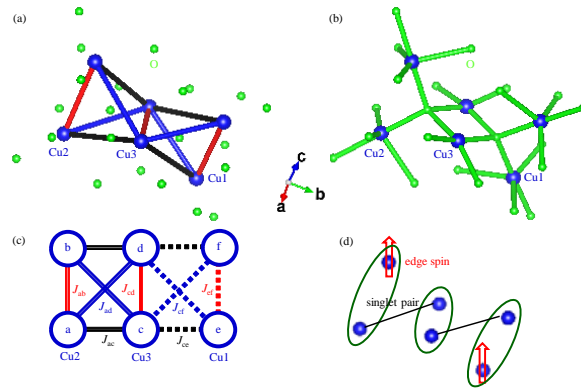 (a)
(b)
O
O
Cu2
Cu3
Cu1
Cu2
Cu3
Cu1
c
b
a
(c)
(d)
b
d
f
J_ab
J_cd
J_ef
J_ad
J_cf
a
c
e
J_ac
J_ce
Cu2
Cu3
Cu1
edge spin
singlet pair